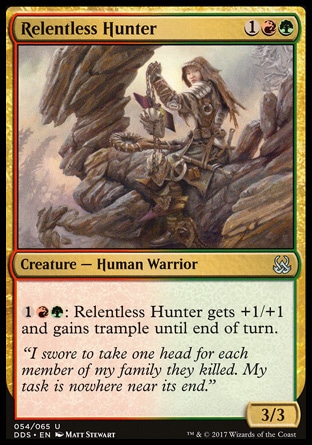 Relentless Hunter 1
Creature — Human Warrior
1 : Relentless Hunter gets +1/+1
and gains trample until end of turn.
“I swore to take one head for each
member of my family they killed. My
task is nowhere near its end.”
3/3
054/065 U
DDS • EN MATT STEWART
™ & © 2017 Wizards of the Coast